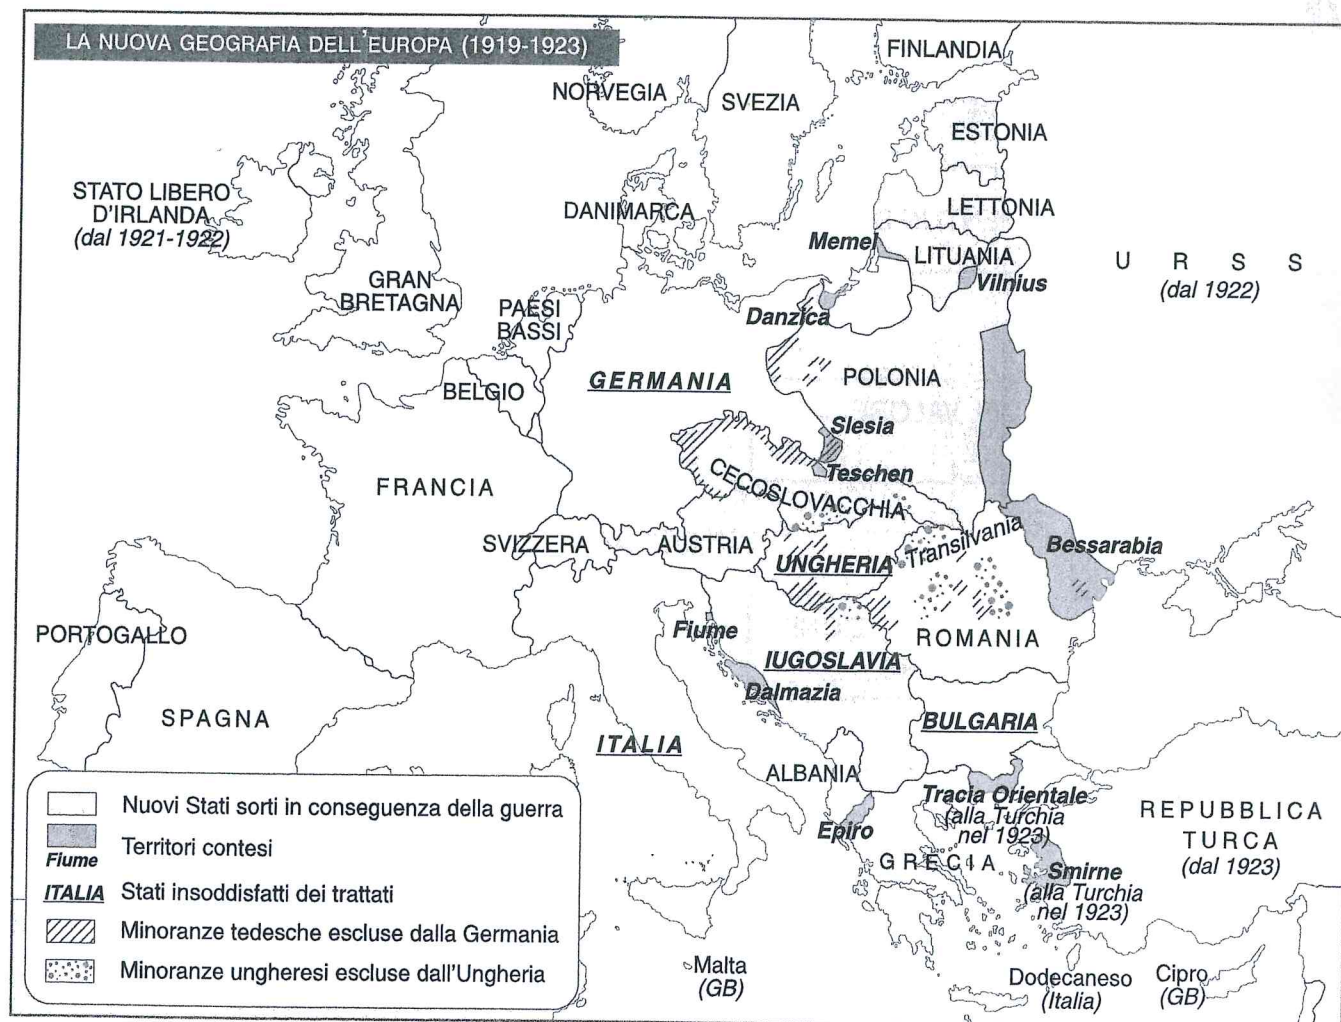 LA NUOVA GEOGRAFIA DELL'EUROPA (1919-1923)
FINLANDIA
NORVEGIA
SVEZIA
ESTONIA
STATO LIBERO
D'IRLANDA
(dal 1921-1922)
DANIMARCA
LETTONIA
Memel
LITUANIA
Vilnius
U R S S
(dal 1922)
GRAN
BRETAGNA
PAESI
BASSI
Danzica
BELGIO
GERMANIA
POLONIA
Slesia
Teschen
CECOSLOVACCHIA
FRANCIA
SVIZZERA
AUSTRIA
UNGHERIA
Transilvania
Bessarabia
PORTOGALLO
Fiume
ROMANIA
IUGOSLAVIA
Dalmazia
SPAGNA
ITALIA
BULGARIA
ALBANIA
Tracia Orientale
(alla Turchia
nel 1923)
Epiro
GRECIA
Smirne
(alla Turchia
nel 1923)
REPUBBLICA
TURCA
(dal 1923)
Malta
(GB)
Dodecaneso
(Italia)
Cipro
(GB)
Nuovi Stati sorti in conseguenza della guerra
Fiume Territori contesi
ITALIA Stati insoddisfatti dei trattati
Minoranze tedesche escluse dalla Germania
Minoranze ungheresi escluse dall'Ungheria